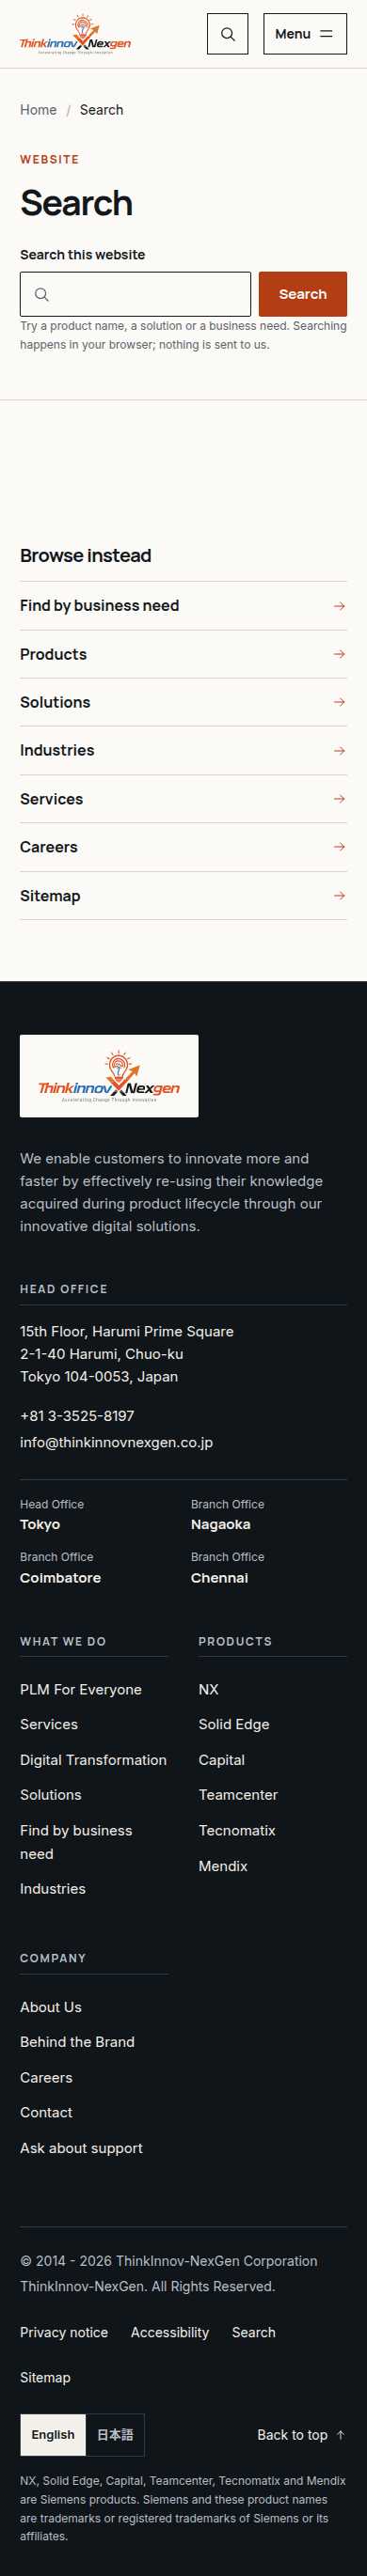 ThinkinnovXNexgen
Accelerating Change Through Innovation
Menu
Home / Search
WEBSITE
Search
Search this website
Search
Try a product name, a solution or a business need. Searching
happens in your browser; nothing is sent to us.
Browse instead
Find by business need
Products
Solutions
Industries
Services
Careers
Sitemap
ThinkinnovXNexgen
Accelerating Change Through Innovation
We enable customers to innovate more and
faster by effectively re-using their knowledge
acquired during product lifecycle through our
innovative digital solutions.
HEAD OFFICE
15th Floor, Harumi Prime Square
2-1-40 Harumi, Chuo-ku
Tokyo 104-0053, Japan
+81 3-3525-8197
info@thinkinnovnexgen.co.jp
Head Office
Tokyo
Branch Office
Nagaoka
Branch Office
Coimbatore
Branch Office
Chennai
WHAT WE DO
PLM For Everyone
Services
Digital Transformation
Solutions
Find by business
need
Industries
PRODUCTS
NX
Solid Edge
Capital
Teamcenter
Tecnomatix
Mendix
COMPANY
About Us
Behind the Brand
Careers
Contact
Ask about support
© 2014 - 2026 ThinkInnov-NexGen Corporation
ThinkInnov-NexGen. All Rights Reserved.
Privacy notice Accessibility Search
Sitemap
English 日本語
Back to top ↑
NX, Solid Edge, Capital, Teamcenter, Tecnomatix and Mendix
are Siemens products. Siemens and these product names
are trademarks or registered trademarks of Siemens or its
affiliates.